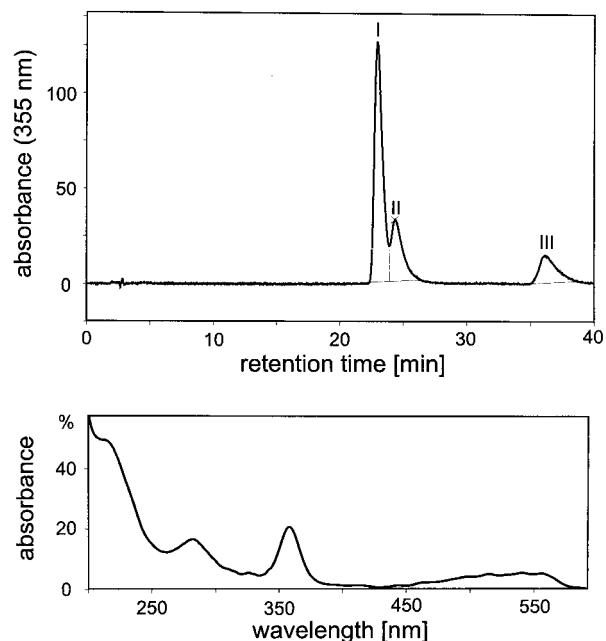 I
100
II
50
III
0
absorbance (355 nm)
0
10
20
30
40
retention time [min]
%
40
20
0
absorbance
250
350
450
550
wavelength [nm]